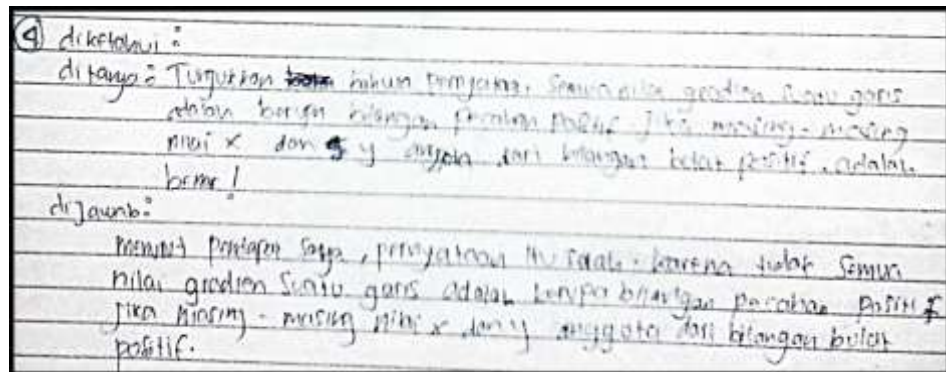 ④ diketahui :
ditanya : Tunjukkan bahwa pernyataan, semua nilai gradien suatu garis
adalah berupa bilangan pecahan positif. Jika masing-masing
nilai x dan y anggota dari bilangan bulat positif. adalah
benar!
dijawab :
menurut pendapat saya, pernyataan itu salah. karena tidak semua
nilai gradien suatu garis adalah berupa bilangan pecahan positif
jika masing-masing nilai x dan y anggota dari bilangan bulat
positif.